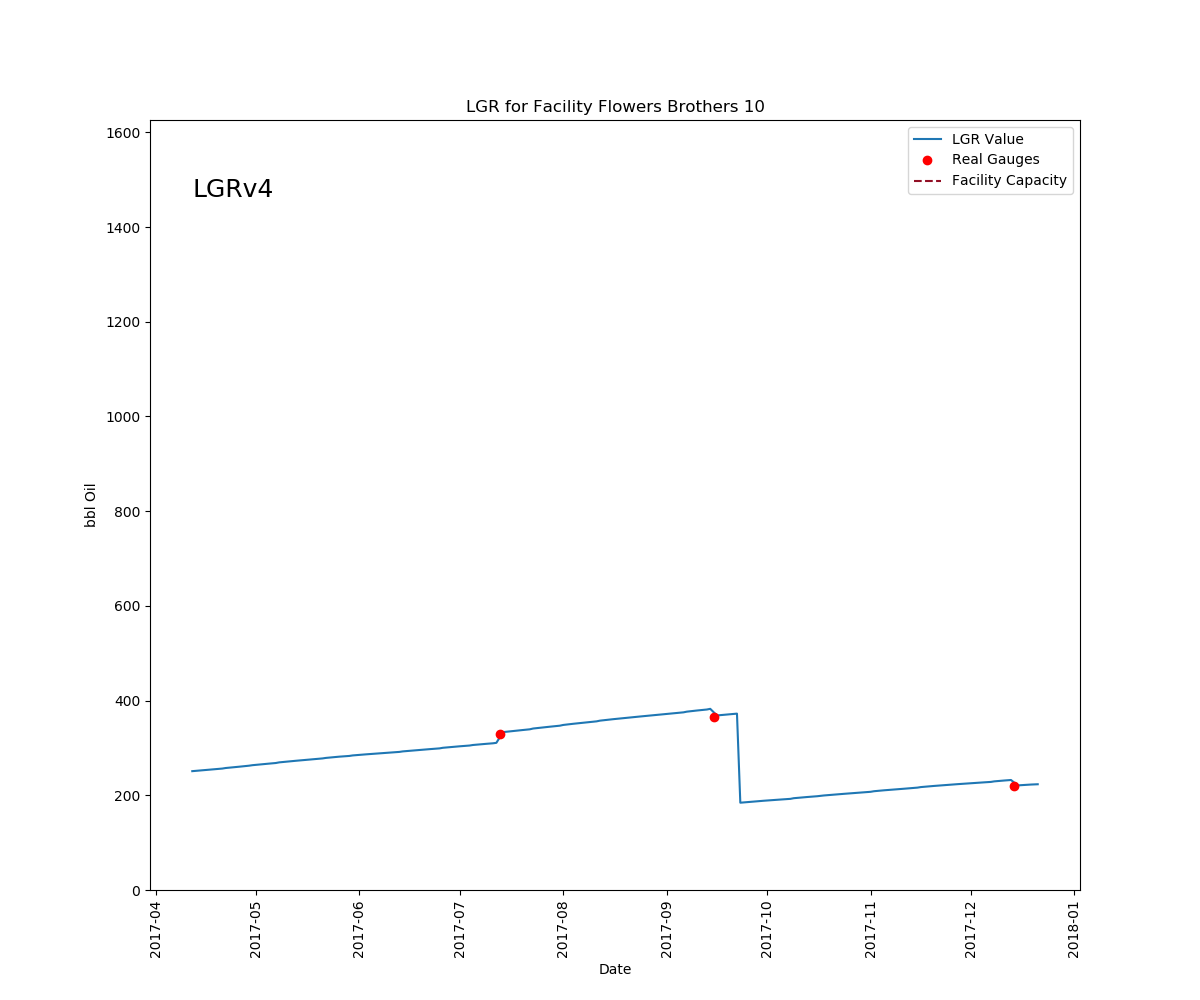 LGR for Facility Flowers Brothers 10
LGRv4
LGR Value
Real Gauges
Facility Capacity
1600
1400
1200
1000
800
600
400
200
0
bbl Oil
2017-04
2017-05
2017-06
2017-07
2017-08
2017-09
2017-10
2017-11
2017-12
2018-01
Date